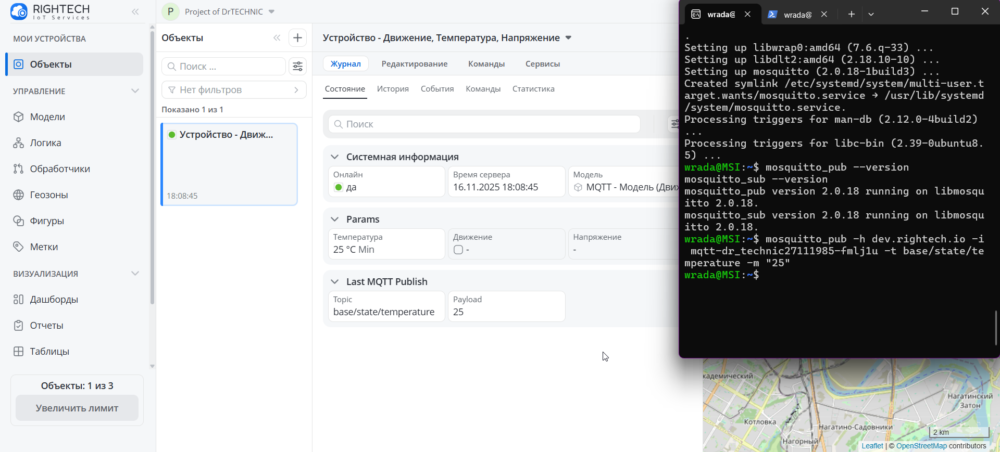 RIGHTECH
IoT Services
МОИ УСТРОЙСТВА
Объекты
УПРАВЛЕНИЕ
Модели
Логика
Обработчики
Геозоны
Фигуры
Метки
ВИЗУАЛИЗАЦИЯ
Дашборды
Отчеты
Таблицы
Объекты: 1 из 3
Увеличить лимит
P Project of DrTECHNIC
Объекты
Поиск ...
Нет фильтров
Показано 1 из 1
Устройство - Движ...
18:08:45
Устройство - Движение, Температура, Напряжение
Журнал Редактирование Команды Сервисы
Состояние История События Команды Статистика
Поиск
Системная информация
Онлайн
да
Время сервера
16.11.2025 18:08:45
Модель
MQTT - Модель (Движ
Params
Температура
25 °C Min
Движение
-
Напряжение
-
Last MQTT Publish
Topic
base/state/temperature
Payload
25
wrada@ wrada@
.
Setting up libwrap0:amd64 (7.6.q-33) ...
Setting up libdlt2:amd64 (2.18.10-10) ...
Setting up mosquitto (2.0.18-1build3) ...
Created symlink /etc/systemd/system/multi-user.t
arget.wants/mosquitto.service → /usr/lib/systemd
/system/mosquitto.service.
Processing triggers for man-db (2.12.0-4build2)
...
Processing triggers for libc-bin (2.39-0ubuntu8.
5) ...
wrada@MSI:~$ mosquitto_pub --version
mosquitto_sub --version
mosquitto_pub version 2.0.18 running on libmosqu
itto 2.0.18.
mosquitto_sub version 2.0.18 running on libmosqu
itto 2.0.18.
wrada@MSI:~$ mosquitto_pub -h dev.rightech.io -i
mqtt-dr_technic27111985-fmlj1u -t base/state/te
mperature -m "25"
wrada@MSI:~$
кадемический
Нагатинский
Затон
Котловка
Нагатино-Садовники
Нагорный
2 km
Leaflet | © OpenStreetMap contributors